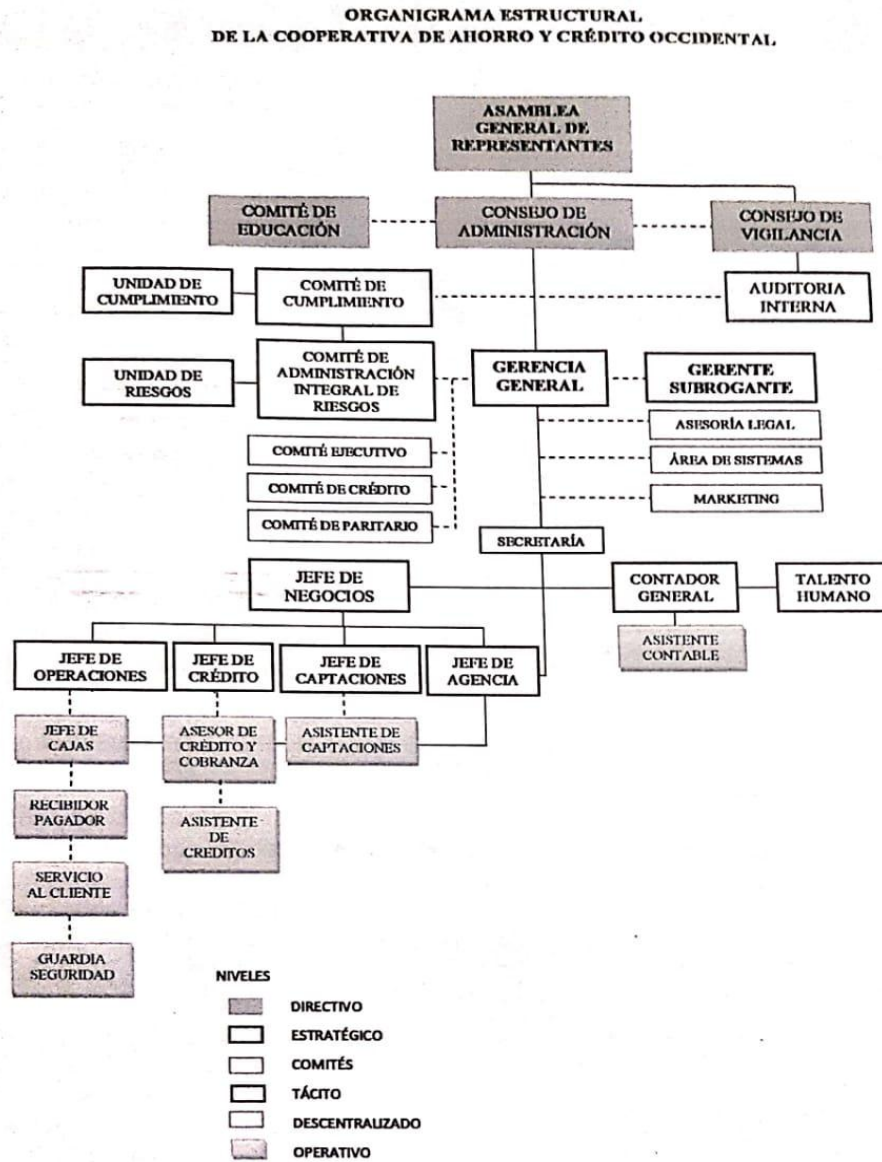 ORGANIGRAMA ESTRUCTURAL
DE LA COOPERATIVA DE AHORRO Y CRÉDITO OCCIDENTAL
ASAMBLEA
GENERAL DE
REPRESENTANTES
COMITÉ DE
EDUCACIÓN
CONSEJO DE
ADMINISTRACIÓN
CONSEJO DE
VIGILANCIA
UNIDAD DE
CUMPLIMIENTO
COMITÉ DE
CUMPLIMIENTO
AUDITORIA
INTERNA
UNIDAD DE
RIESGOS
COMITÉ DE
ADMINISTRACIÓN
INTEGRAL DE
RIESGOS
GERENCIA
GENERAL
GERENTE
SUBROGANTE
ASESORÍA LEGAL
COMITÉ EJECUTIVO
ÁREA DE SISTEMAS
COMITÉ DE CRÉDITO
MARKETING
COMITÉ DE PARITARIO
SECRETARÍA
JEFE DE
NEGOCIOS
CONTADOR
GENERAL
TALENTO
HUMANO
ASISTENTE
CONTABLE
JEFE DE
OPERACIONES
JEFE DE
CRÉDITO
JEFE DE
CAPTACIONES
JEFE DE
AGENCIA
JEFE DE
CAJAS
ASESOR DE
CRÉDITO Y
COBRANZA
ASISTENTE DE
CAPTACIONES
RECIBIDOR
PAGADOR
ASISTENTE
DE
CREDITOS
SERVICIO
AL CLIENTE
GUARDIA
SEGURIDAD
NIVELES
DIRECTIVO
ESTRATÉGICO
COMITÉS
TÁCITO
DESCENTRALIZADO
OPERATIVO